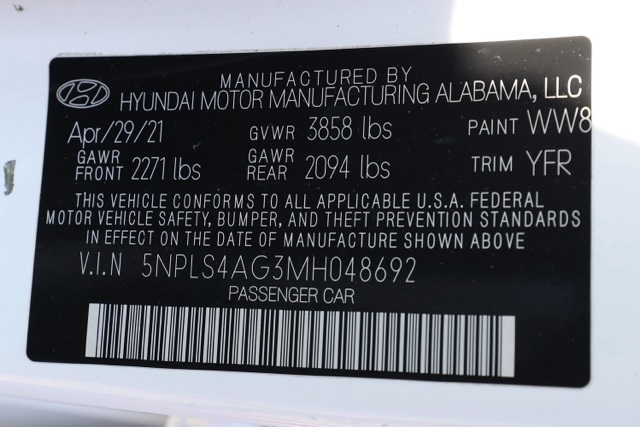 MANUFACTURED BY
HYUNDAI MOTOR MANUFACTURING ALABAMA, LLC
Apr/29/21 GVWR 3858 lbs PAINT WW8
GAWR FRONT 2271 lbs GAWR REAR 2094 lbs TRIM YFR
THIS VEHICLE CONFORMS TO ALL APPLICABLE U.S.A. FEDERAL
MOTOR VEHICLE SAFETY, BUMPER, AND THEFT PREVENTION STANDARDS
IN EFFECT ON THE DATE OF MANUFACTURE SHOWN ABOVE
V.I.N 5NPLS4AG3MH048692
PASSENGER CAR